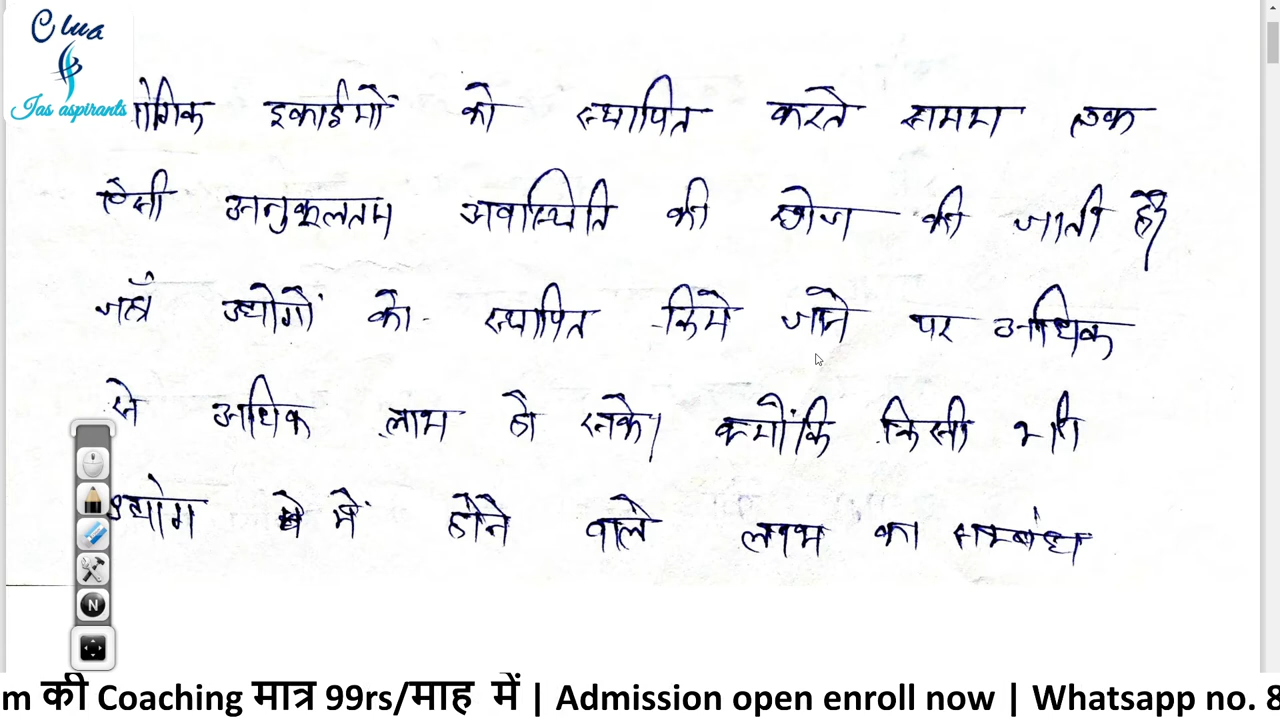 Clua
Ias aspirants
ोगिक इकाईयों को स्थापित करते समय एक
ऐसी अनुकूलतम अवस्थिति की खोज की जाती है
जहाँ उद्योगों को स्थापित किये जाने पर अधिक
से अधिक लाभ हो सके। क्योंकि किसी भी
उद्योग में होने वाले लाभ का सम्बंध
N
m की Coaching मात्र 99rs/माह में | Admission open enroll now | Whatsapp no. 8